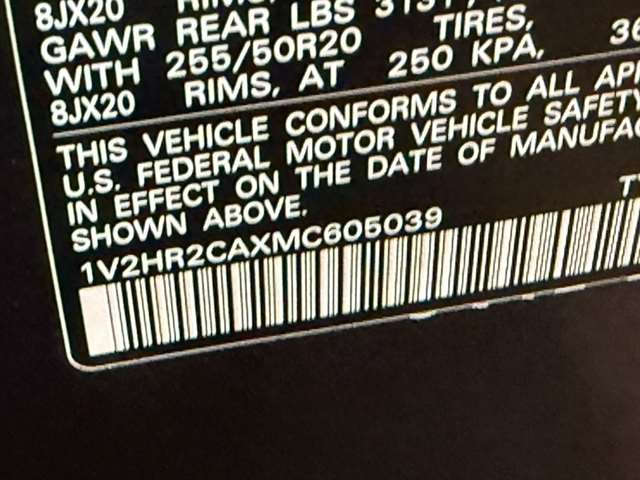 8JX20
GAWR REAR LBS
WITH 255/50R20 TIRES,
8JX20 RIMS, AT 250 KPA,
THIS VEHICLE CONFORMS TO ALL
U.S. FEDERAL MOTOR VEHICLE SAFETY
IN EFFECT ON THE DATE OF
SHOWN ABOVE.
1V2HR2CAXMC605039